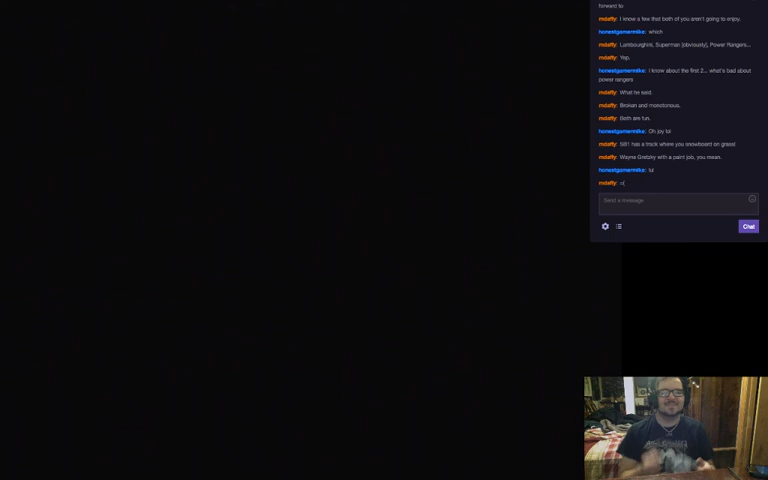 forward to
mdaffy: I know a few that both of you aren't going to enjoy.
honestgamermike: which
mdaffy: Lambourghini, Superman [obviously], Power Rangers...
mdaffy: Yep.
honestgamermike: I know about the first 2... what's bad about
power rangers
mdaffy: What he said.
mdaffy: Broken and monotonous.
mdaffy: Both are fun.
honestgamermike: Oh joy lol
mdaffy: SB1 has a track where you snowboard on grass!
mdaffy: Wayne Gretzky with a paint job, you mean.
honestgamermike: lul
mdaffy: :o(
Send a message
Chat